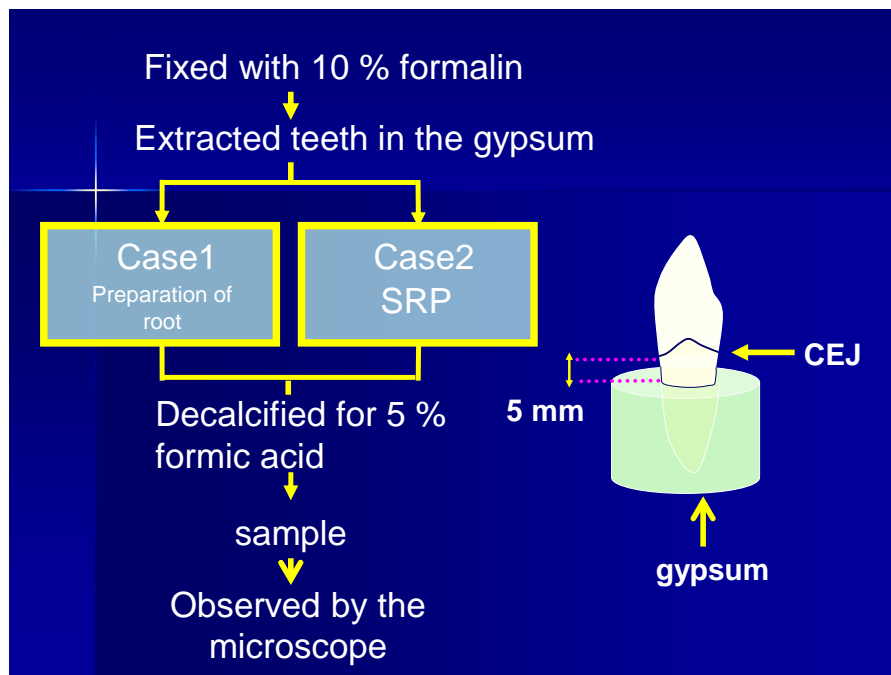 Fixed with 10 % formalin
Extracted teeth in the gypsum
Case1
Preparation of
root
Case2
SRP
Decalcified for 5 %
formic acid
sample
Observed by the
microscope
CEJ
5 mm
gypsum